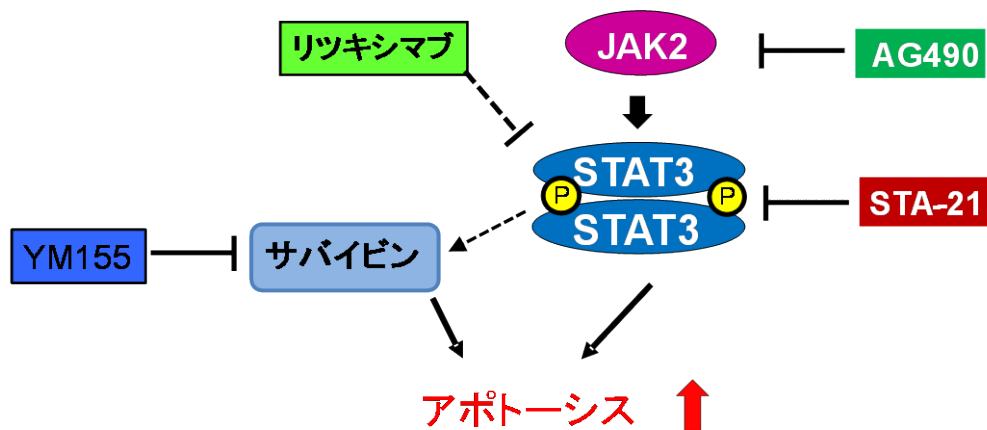 リツキシマブ
JAK2
AG490
STAT3
P
P
STA-21
STAT3
YM155
サバイビン
アポトーシス